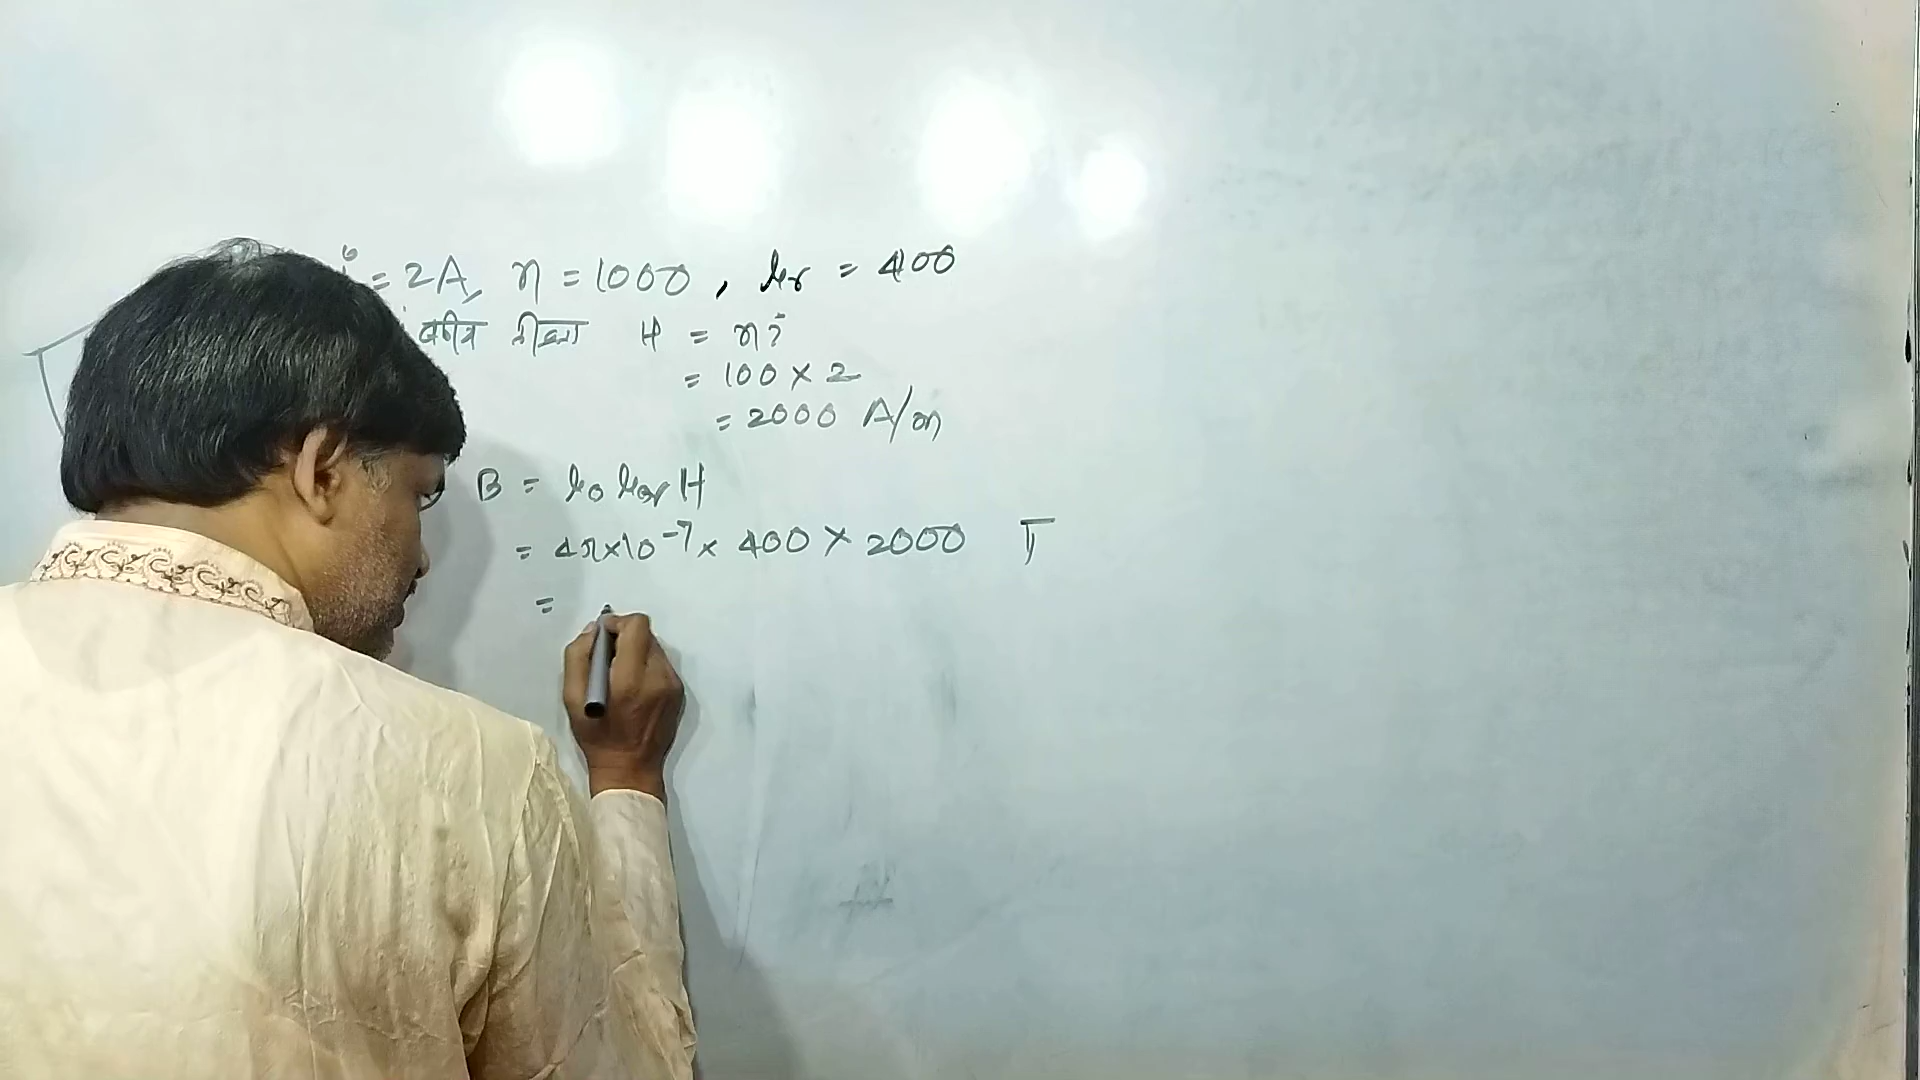 i = 2A, n = 1000, μr = 400
H = ni
= 100 × 2
= 2000 A/m
B = μ0 μr H
= 4π×10⁻⁷ × 400 × 2000 T
=